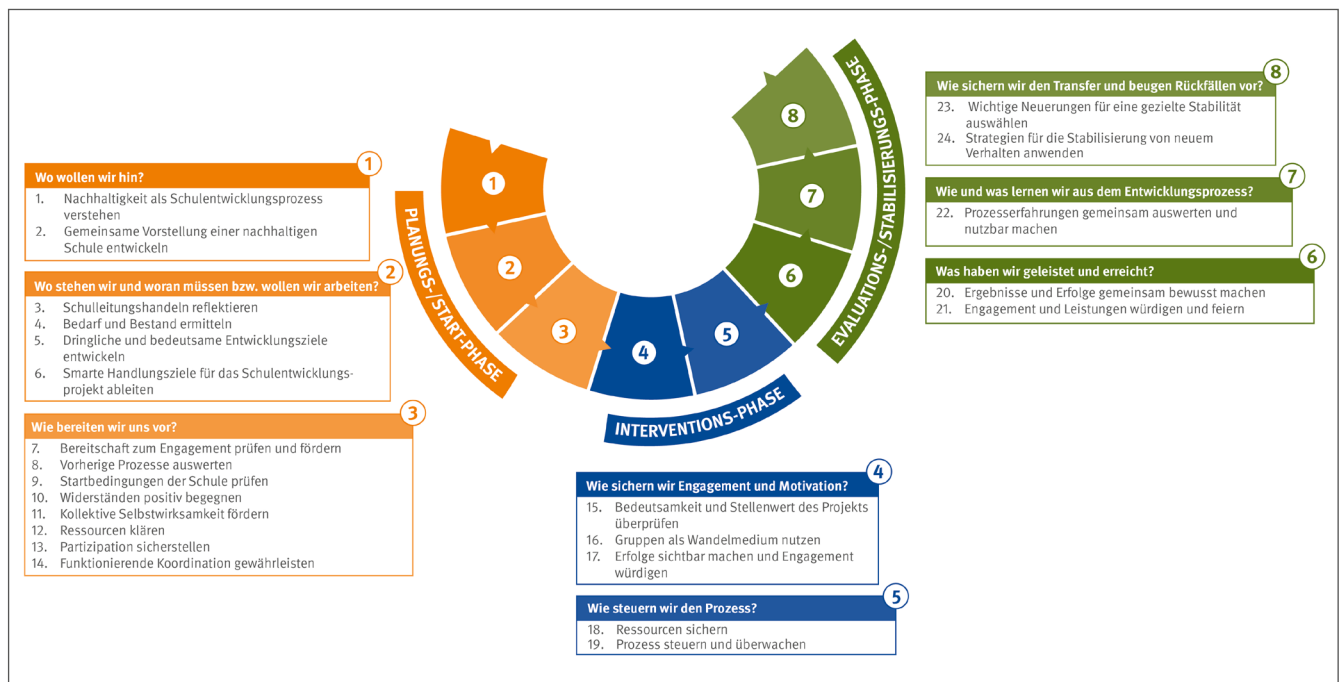 1
Wo wollen wir hin?
1. Nachhaltigkeit als Schulentwicklungsprozess
verstehen
2. Gemeinsame Vorstellung einer nachhaltigen
Schule entwickeln
2
Wo stehen wir und woran müssen bzw. wollen wir arbeiten?
3. Schulleitungshandeln reflektieren
4. Bedarf und Bestand ermitteln
5. Dringliche und bedeutsame Entwicklungsziele
entwickeln
6. Smarte Handlungsziele für das Schulentwicklungs-
projekt ableiten
3
Wie bereiten wir uns vor?
7. Bereitschaft zum Engagement prüfen und fördern
8. Vorherige Prozesse auswerten
9. Startbedingungen der Schule prüfen
10. Widerständen positiv begegnen
11. Kollektive Selbstwirksamkeit fördern
12. Ressourcen klären
13. Partizipation sicherstellen
14. Funktionierende Koordination gewährleisten
PLANUNGS-/START-PHASE
1
2
3
4
5
6
7
8
INTERVENTIONS-PHASE
EVALUATIONS-/STABILISIERUNGS-PHASE
4
Wie sichern wir Engagement und Motivation?
15. Bedeutsamkeit und Stellenwert des Projekts
überprüfen
16. Gruppen als Wandelmedium nutzen
17. Erfolge sichtbar machen und Engagement
würdigen
5
Wie steuern wir den Prozess?
18. Ressourcen sichern
19. Prozess steuern und überwachen
8
Wie sichern wir den Transfer und beugen Rückfällen vor?
23. Wichtige Neuerungen für eine gezielte Stabilität
auswählen
24. Strategien für die Stabilisierung von neuem
Verhalten anwenden
7
Wie und was lernen wir aus dem Entwicklungsprozess?
22. Prozesserfahrungen gemeinsam auswerten und
nutzbar machen
6
Was haben wir geleistet und erreicht?
20. Ergebnisse und Erfolge gemeinsam bewusst machen
21. Engagement und Leistungen würdigen und feiern